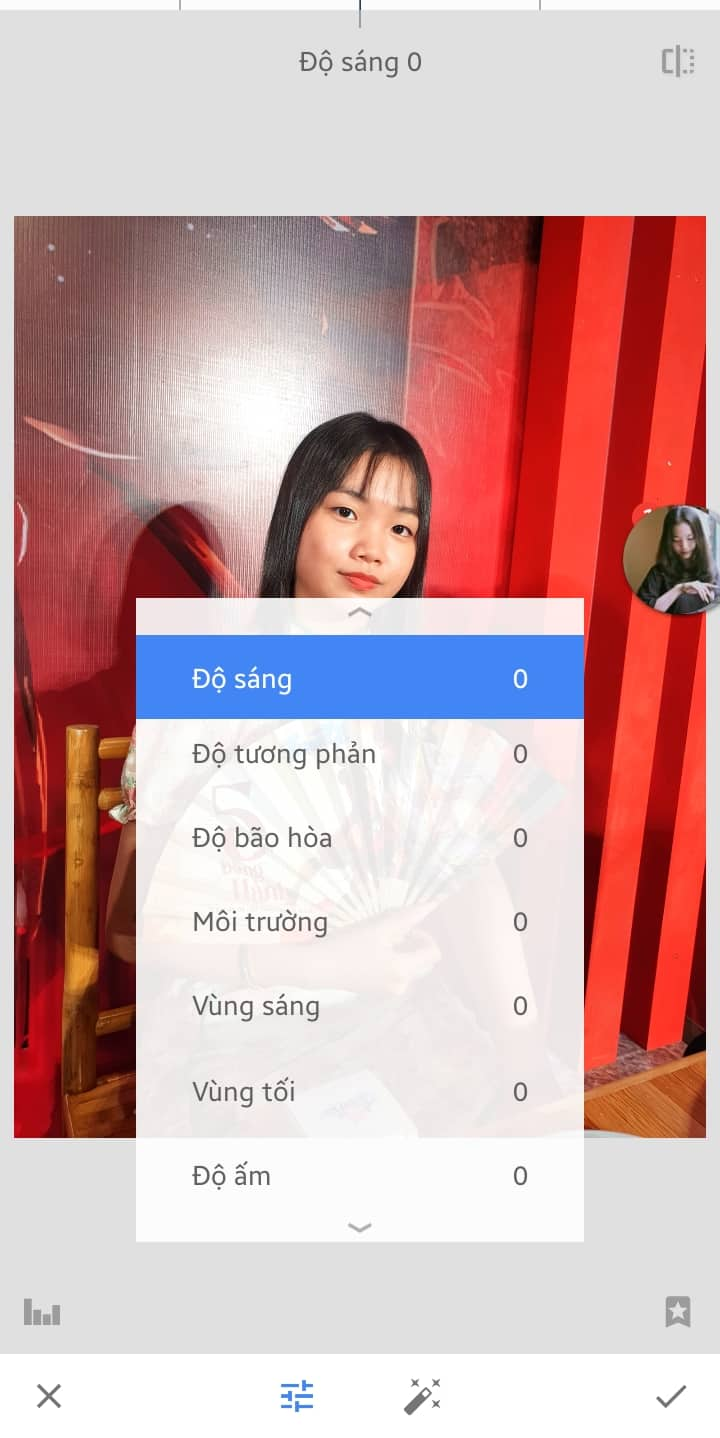 Độ sáng 0
Độ sáng 0
Độ tương phản 0
Độ bão hòa 0
Môi trường 0
Vùng sáng 0
Vùng tối 0
Độ ấm 0